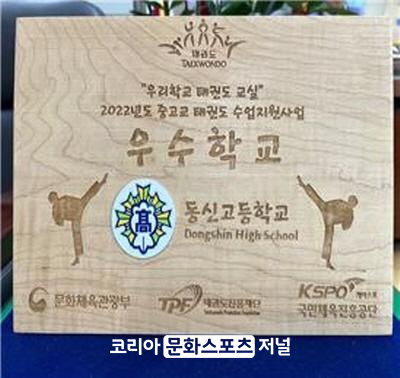 태권도
TAEKWONDO
"우리학교 태권도 교실"
2022년도 중고교 태권도 수업지원사업
우수학교
高
동신고등학교
Dongshin High School
문화체육관광부
TPF 태권도진흥재단
Taekwondo Promotion Foundation
KSPO
국민체육진흥공단
코리아 문화스포츠 저널